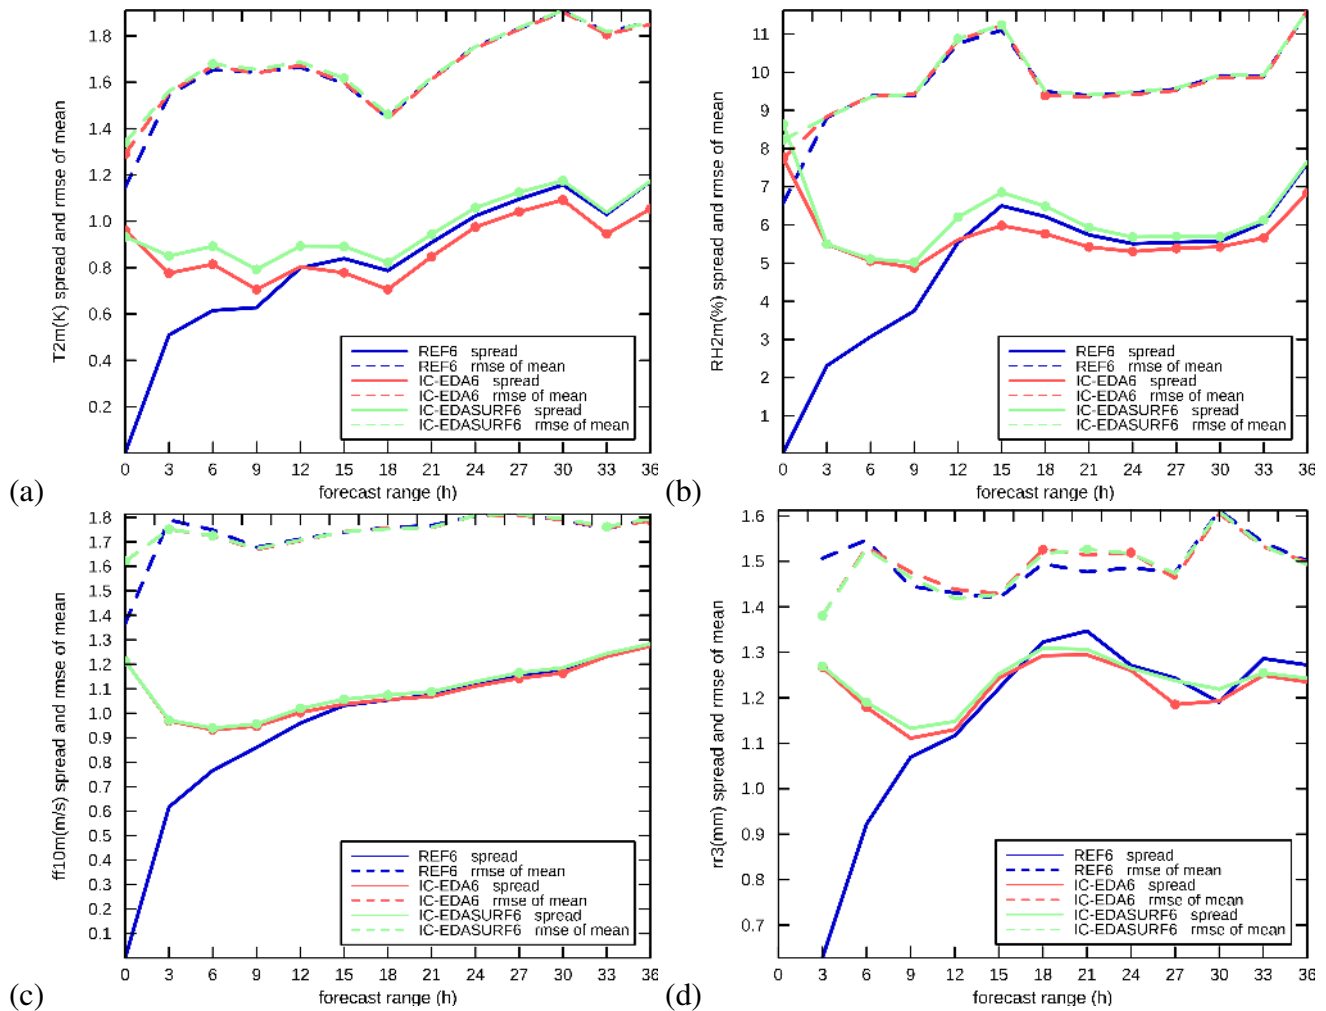 1.8
1.6
1.4
1.2
1.0
0.8
0.6
0.4
0.2
T2m(K) spread and rmse of mean
REF6 spread
REF6 rmse of mean
IC-EDA6 spread
IC-EDA6 rmse of mean
IC-EDASURF6 spread
IC-EDASURF6 rmse of mean
0 3 6 9 12 15 18 21 24 27 30 33 36
forecast range (h)
(a)
11
10
9
8
7
6
5
4
3
2
1
RH2m(%) spread and rmse of mean
REF6 spread
REF6 rmse of mean
IC-EDA6 spread
IC-EDA6 rmse of mean
IC-EDASURF6 spread
IC-EDASURF6 rmse of mean
0 3 6 9 12 15 18 21 24 27 30 33 36
forecast range (h)
(b)
1.8
1.7
1.6
1.5
1.4
1.3
1.2
1.1
1.0
0.9
0.8
0.7
0.6
0.5
0.4
0.3
0.2
0.1
ff10m(m/s) spread and rmse of mean
REF6 spread
REF6 rmse of mean
IC-EDA6 spread
IC-EDA6 rmse of mean
IC-EDASURF6 spread
IC-EDASURF6 rmse of mean
0 3 6 9 12 15 18 21 24 27 30 33 36
forecast range (h)
(c)
1.6
1.5
1.4
1.3
1.2
1.1
1.0
0.9
0.8
0.7
rr3(mm) spread and rmse of mean
REF6 spread
REF6 rmse of mean
IC-EDA6 spread
IC-EDA6 rmse of mean
IC-EDASURF6 spread
IC-EDASURF6 rmse of mean
0 3 6 9 12 15 18 21 24 27 30 33 36
forecast range (h)
(d)